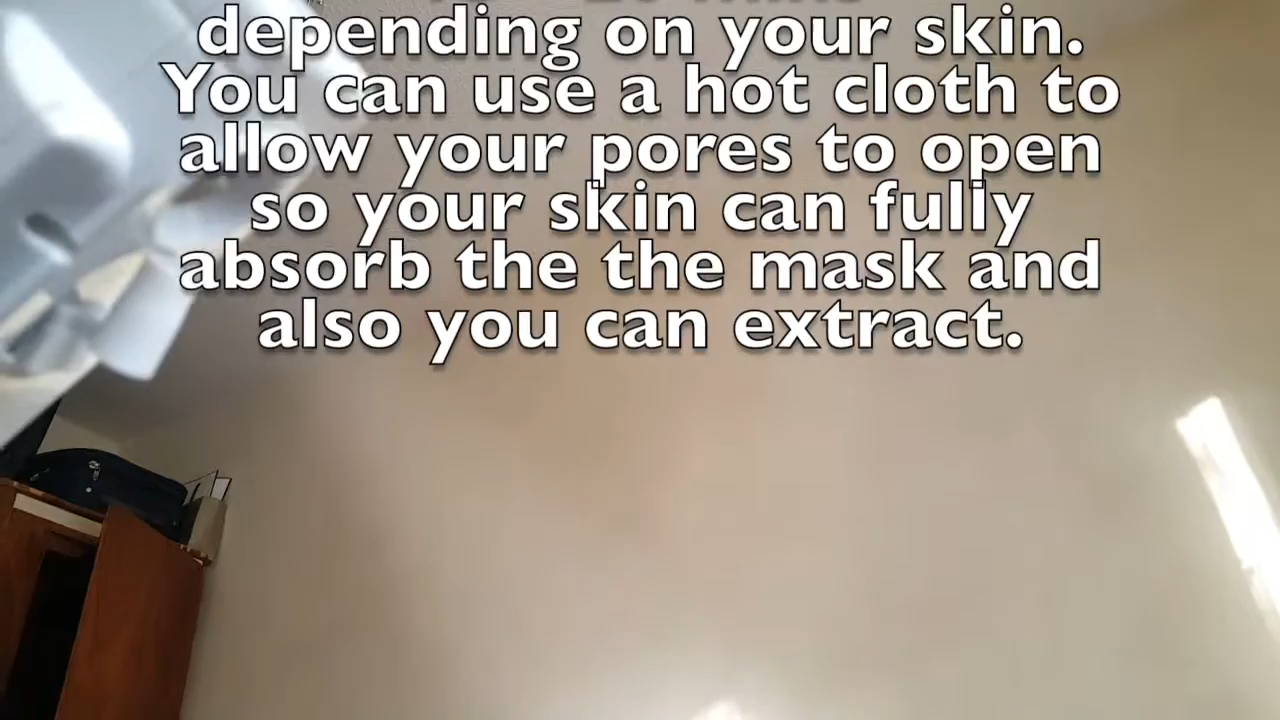 depending on your skin.
You can use a hot cloth to
allow your pores to open
so your skin can fully
absorb the the mask and
also you can extract.